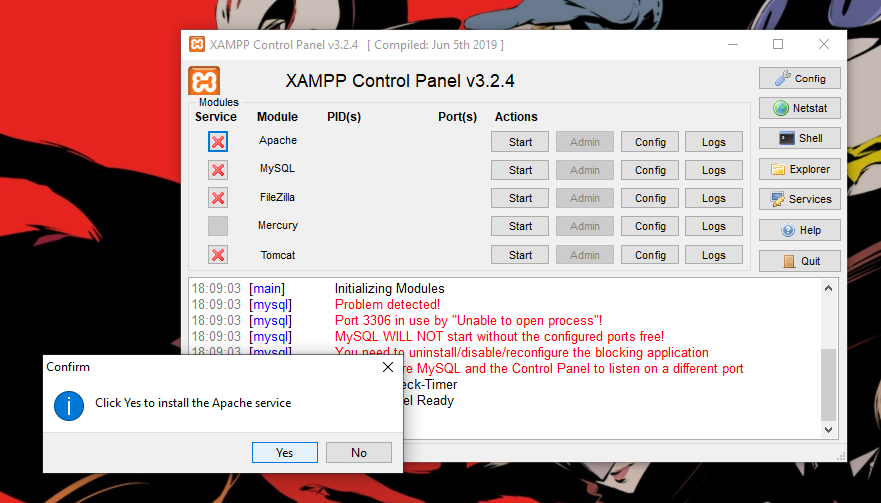 XAMPP Control Panel v3.2.4 [ Compiled: Jun 5th 2019 ]
XAMPP Control Panel v3.2.4
Config
Modules
Service Module PID(s) Port(s) Actions
Netstat
Apache Start Admin Config Logs
Shell
MySQL Start Admin Config Logs
Explorer
FileZilla Start Admin Config Logs
Services
Mercury Start Admin Config Logs
Help
Tomcat Start Admin Config Logs
Quit
18:09:03 [main] Initializing Modules
18:09:03 [mysql] Problem detected!
18:09:03 [mysql] Port 3306 in use by "Unable to open process"!
18:09:03 [mysql] MySQL WILL NOT start without the configured ports free!
18:09:03 [mysql] You need to uninstall/disable/reconfigure the blocking application
re MySQL and the Control Panel to listen on a different port
eck-Timer
el Ready
Confirm
Click Yes to install the Apache service
Yes No